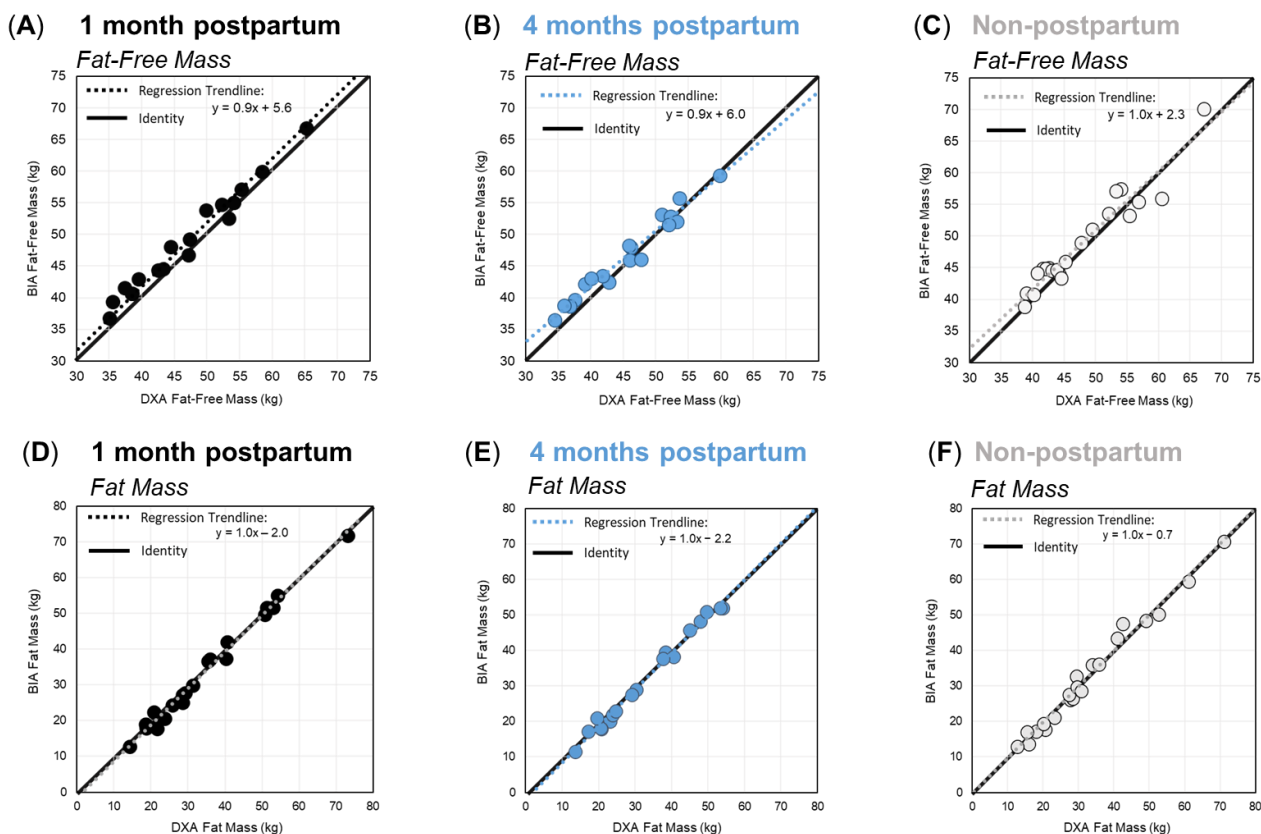 (A) 1 month postpartum
Fat-Free Mass
Regression Trendline:
y = 0.9x + 5.6
Identity
75
70
65
60
55
50
45
40
35
30
BIA Fat-Free Mass (kg)
30 35 40 45 50 55 60 65 70 75
DXA Fat-Free Mass (kg)
(B) 4 months postpartum
Fat-Free Mass
Regression Trendline:
y = 0.9x + 6.0
Identity
75
70
65
60
55
50
45
40
35
30
BIA Fat-Free Mass (kg)
30 35 40 45 50 55 60 65 70 75
DXA Fat-Free Mass (kg)
(C) Non-postpartum
Fat-Free Mass
Regression Trendline:
y = 1.0x + 2.3
Identity
75
70
65
60
55
50
45
40
35
30
BIA Fat-Free Mass (kg)
30 35 40 45 50 55 60 65 70 75
DXA Fat-Free Mass (kg)
(D) 1 month postpartum
Fat Mass
Regression Trendline:
y = 1.0x – 2.0
Identity
80
70
60
50
40
30
20
10
0
BIA Fat Mass (kg)
0 10 20 30 40 50 60 70 80
DXA Fat Mass (kg)
(E) 4 months postpartum
Fat Mass
Regression Trendline:
y = 1.0x – 2.2
Identity
80
70
60
50
40
30
20
10
0
BIA Fat Mass (kg)
0 10 20 30 40 50 60 70 80
DXA Fat Mass (kg)
(F) Non-postpartum
Fat Mass
Regression Trendline:
y = 1.0x – 0.7
Identity
80
70
60
50
40
30
20
10
0
BIA Fat Mass (kg)
0 10 20 30 40 50 60 70 80
DXA Fat Mass (kg)